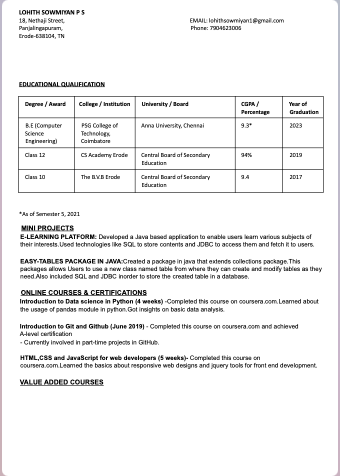 LOHITH SOWMIYAN P S
18, Nethaji Street,
EMAIL: lohithsowmiyan1@gmail.com
Panjalingapuram,
Phone: 7904623006
Erode-638104, TN
EDUCATIONAL QUALIFICATION
Degree / Award College / Institution University / Board CGPA / Percentage Year of Graduation
B.E (Computer Science Engineering) PSG College of Technology, Coimbatore Anna University, Chennai 9.3* 2023
Class 12 CS Academy Erode Central Board of Secondary Education 94% 2019
Class 10 The B.V.B Erode Central Board of Secondary Education 9.4 2017
*As of Semester 5, 2021
MINI PROJECTS
E-LEARNING PLATFORM: Developed a Java based application to enable users learn various subjects of
their interests.Used technologies like SQL to store contents and JDBC to access them and fetch it to users.
EASY-TABLES PACKAGE IN JAVA:Created a package in java that extends collections package.This
packages allows Users to use a new class named table from where they can create and modify tables as they
need.Also included SQL and JDBC inorder to store the created table in a database.
ONLINE COURSES & CERTIFICATIONS
Introduction to Data science in Python (4 weeks) -Completed this course on coursera.com.Learned about
the usage of pandas module in python.Got insights on basic data analysis.
Introduction to Git and Github (June 2019) - Completed this course on coursera.com and achieved
A-level certification
- Currently involved in part-time projects in GitHub.
HTML,CSS and JavaScript for web developers (5 weeks)- Completed this course on
coursera.com.Learned the basics about responsive web designs and jquery tools for front end development.
VALUE ADDED COURSES